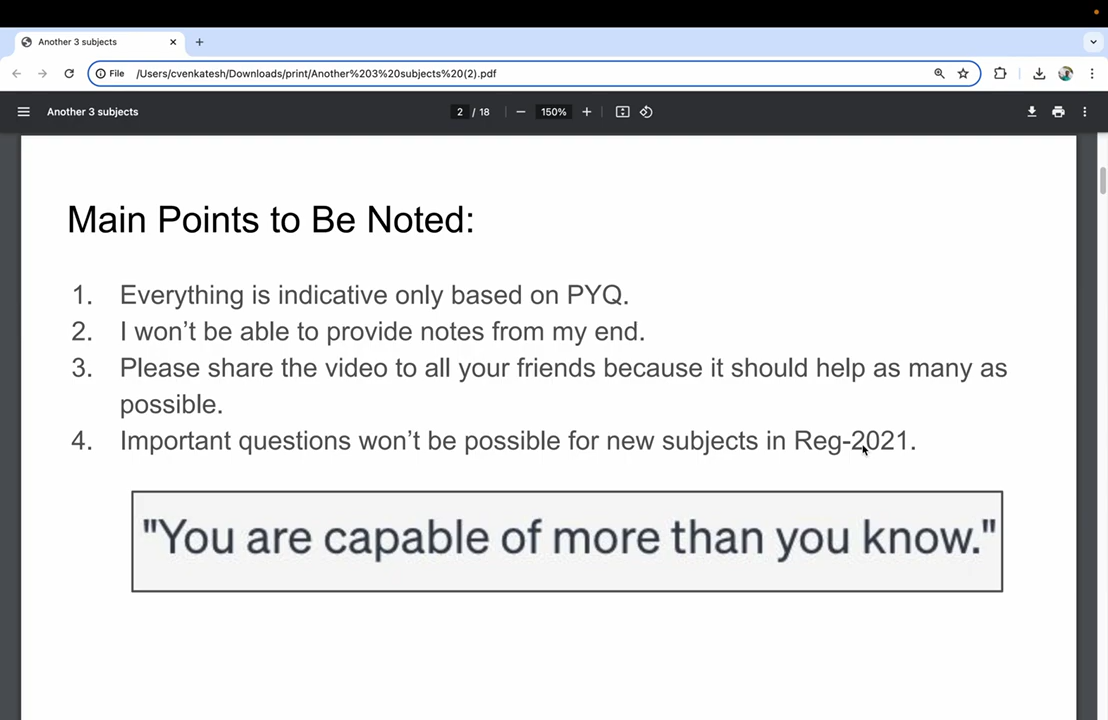 Another 3 subjects
File
/Users/cvenkatesh/Downloads/print/Another%203%20subjects%20(2).pdf
Another 3 subjects
2 / 18
150%
Main Points to Be Noted:
1. Everything is indicative only based on PYQ.
2. I won’t be able to provide notes from my end.
3. Please share the video to all your friends because it should help as many as
possible.
4. Important questions won’t be possible for new subjects in Reg-2021.
"You are capable of more than you know."